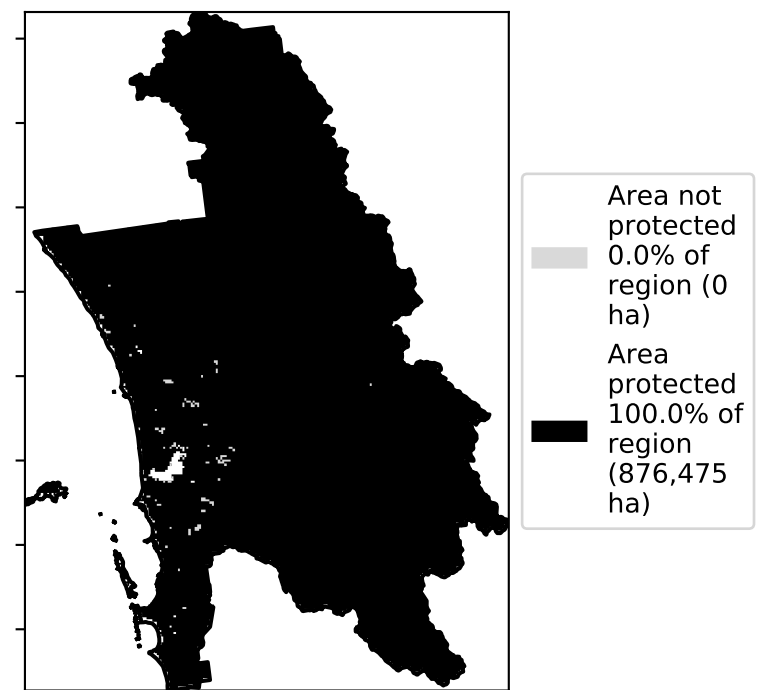 Area not
protected
0.0% of
region (0
ha)
Area
protected
100.0% of
region
(876,475
ha)